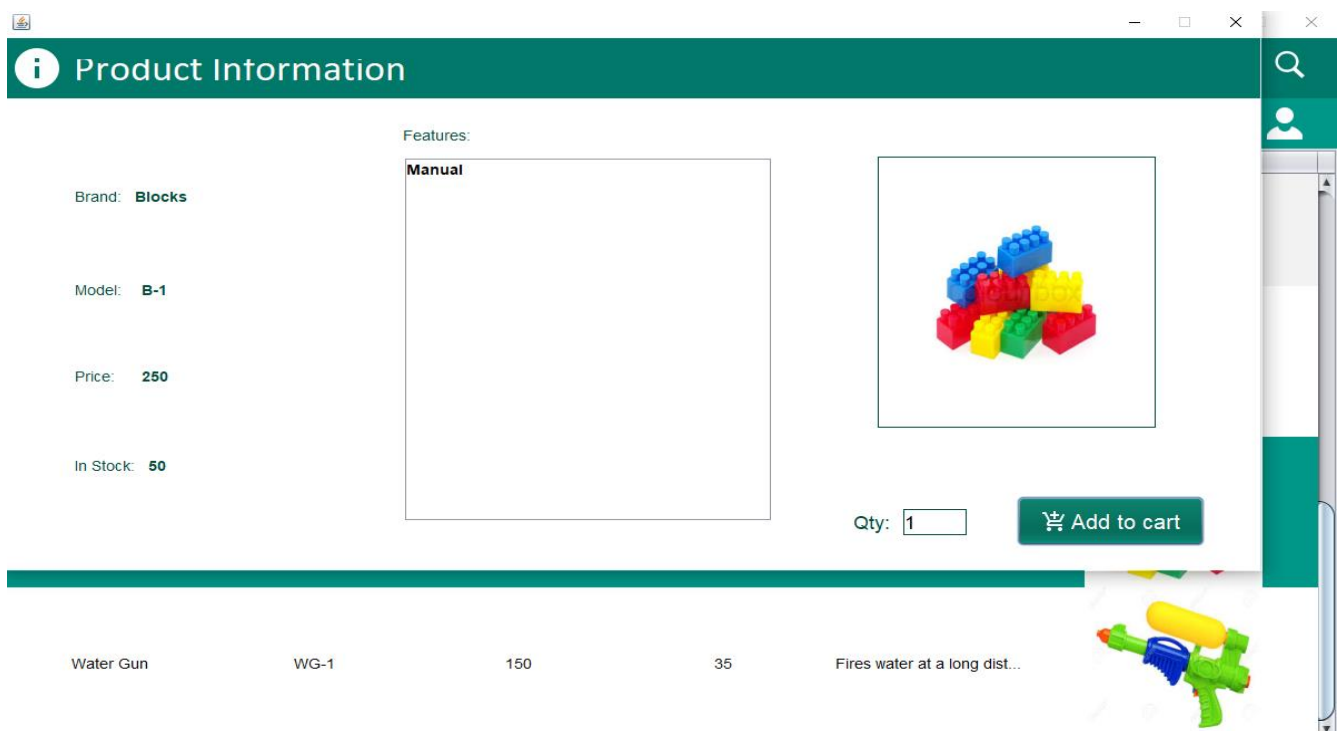 Product Information
Features:
Manual
Brand: Blocks
Model: B-1
Price: 250
In Stock: 50
Qty: 1
Add to cart
Water Gun WG-1 150 35 Fires water at a long dist...